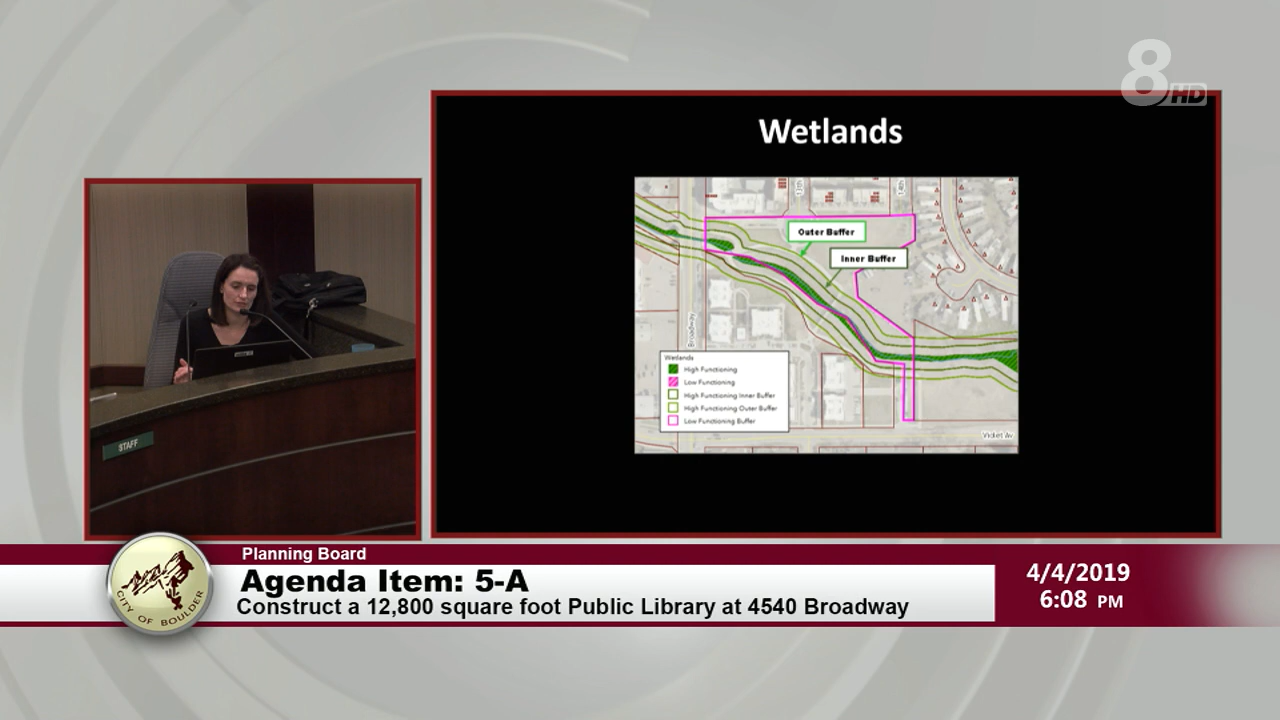 8HD
Wetlands
13th
14th
Outer Buffer
Inner Buffer
Broadway
Wetlands
High Functioning
Low Functioning
High Functioning Inner Buffer
High Functioning Outer Buffer
Low Functioning Buffer
Violet Av
STAFF
Planning Board
Agenda Item: 5-A
Construct a 12,800 square foot Public Library at 4540 Broadway
CITY OF BOULDER
4/4/2019
6:08 PM